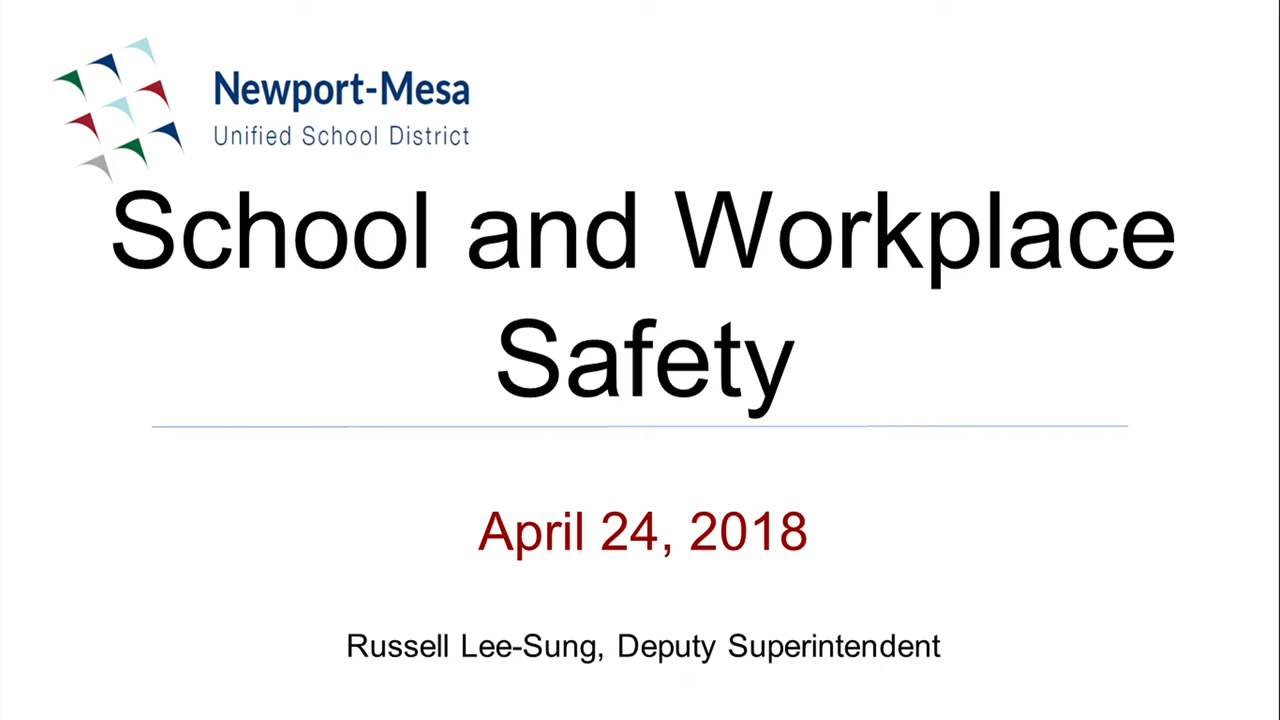 Newport-Mesa
Unified School District
School and Workplace
Safety
April 24, 2018
Russell Lee-Sung, Deputy Superintendent